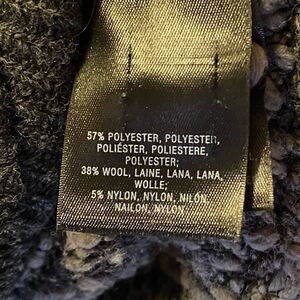 57% POLYESTER, POLYESTER,
POLIÉSTER, POLIESTERE,
POLYESTER;
38% WOOL, LAINE, LANA, LANA,
WOLLE;
5% NYLON, NYLON, NILÓN,
NAILON, NYLON